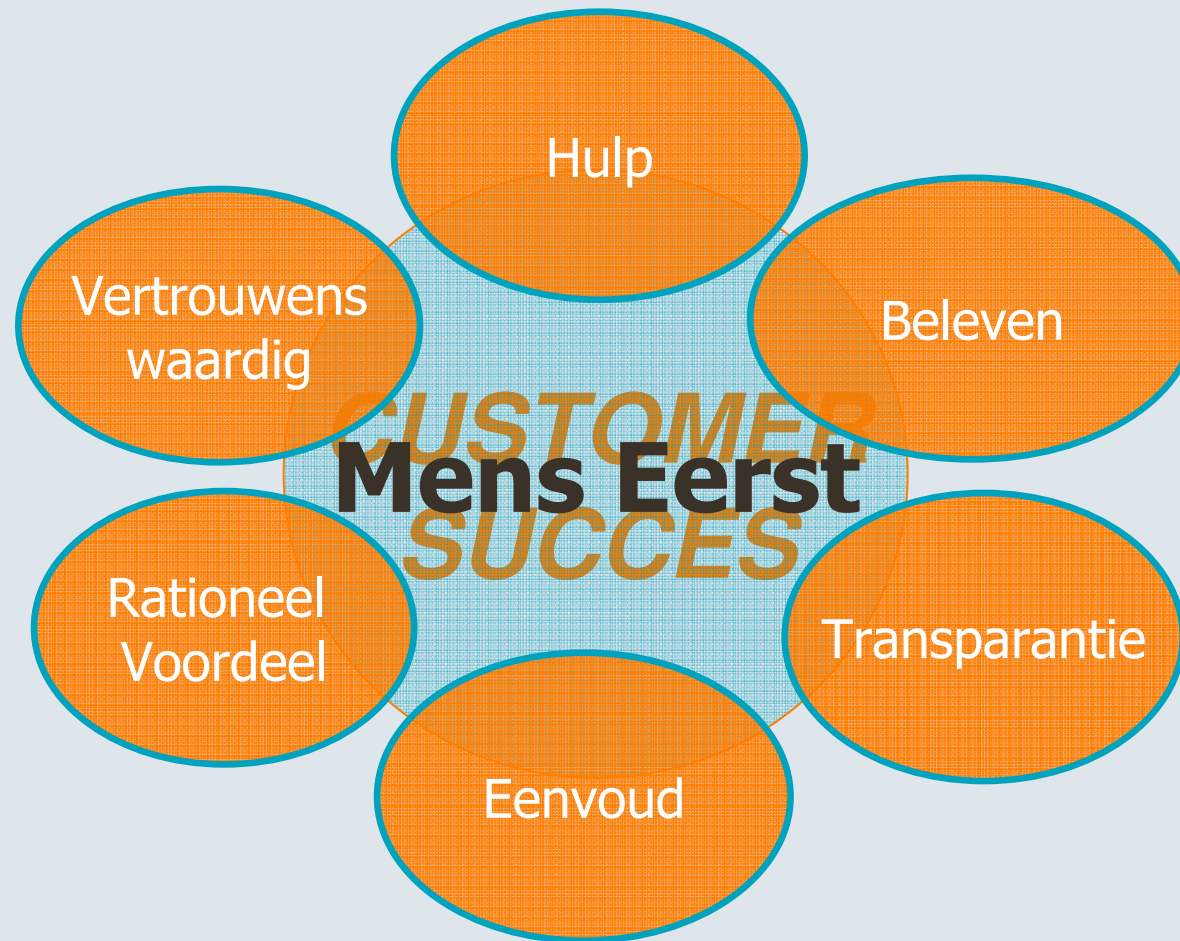 Hulp
Beleven
Vertrouwens
waardig
CUSTOMER
Mens Eerst
SUCCES
Rationeel
Voordeel
Transparantie
Eenvoud